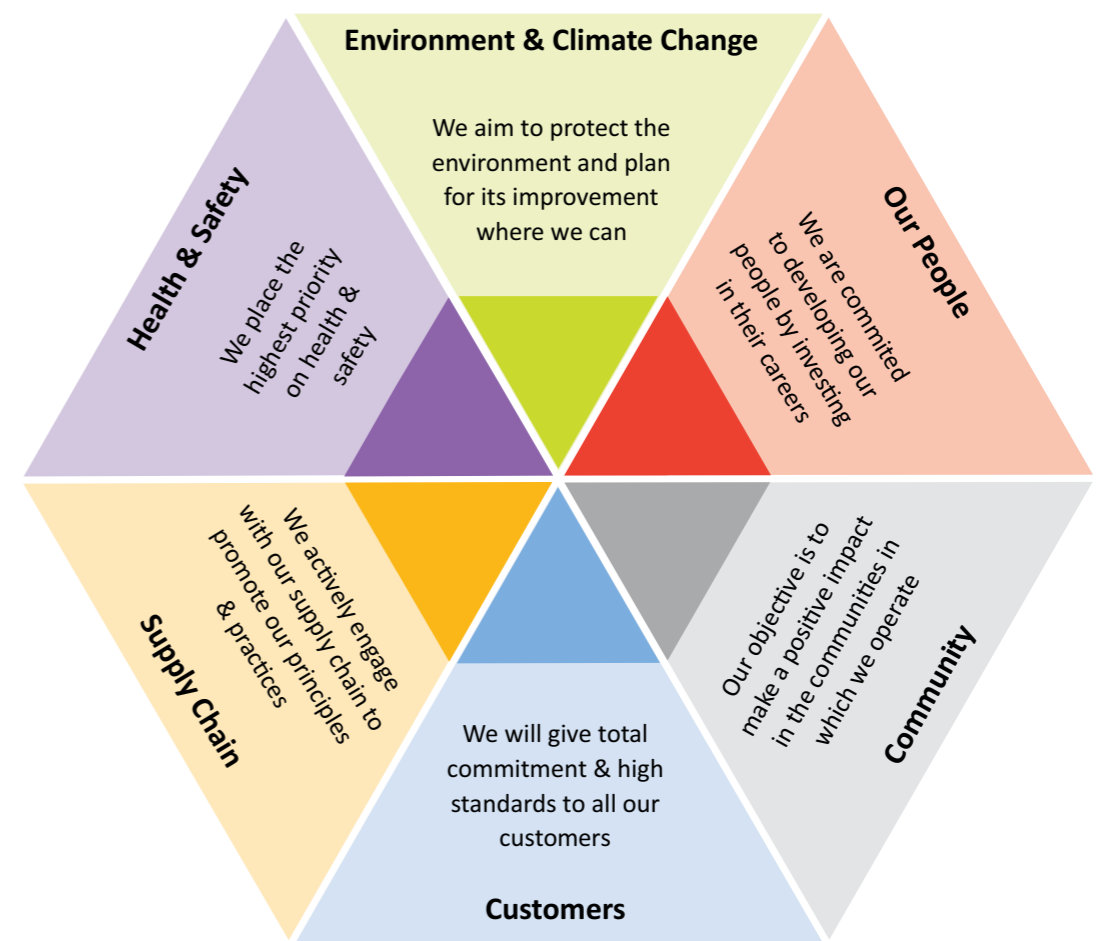 Environment & Climate Change
We aim to protect the
environment and plan
for its improvement
where we can
Our People
We are commited
to developing our
people by investing
in their careers
Community
Our objective is to
make a positive impact
in the communities in
which we operate
Customers
We will give total
commitment & high
standards to all our
customers
Supply Chain
We actively engage
with our supply chain to
promote our principles
& practices
Health & Safety
We place the
highest priority
on health &
safety